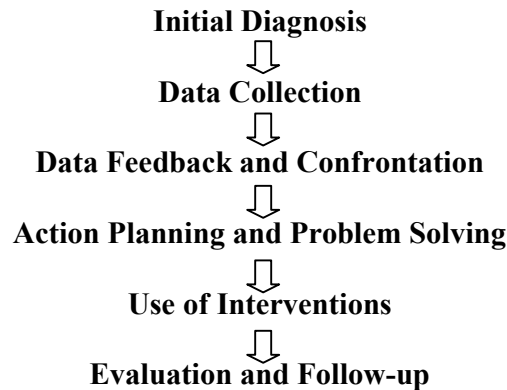 Initial Diagnosis
Data Collection
Data Feedback and Confrontation
Action Planning and Problem Solving
Use of Interventions
Evaluation and Follow-up